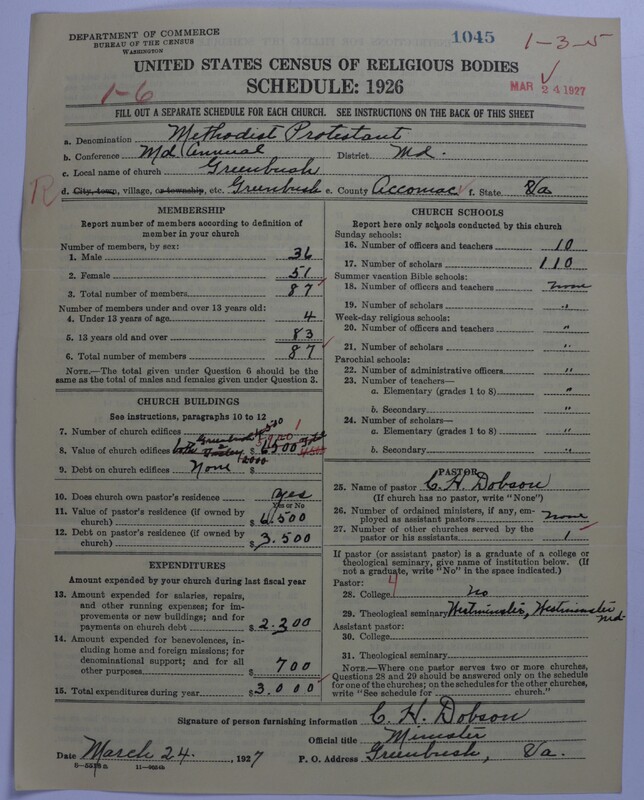 DEPARTMENT OF COMMERCE
BUREAU OF THE CENSUS
WASHINGTON
1045
1-3-5
UNITED STATES CENSUS OF RELIGIOUS BODIES
SCHEDULE: 1926
1-6
MAR 24 1927
FILL OUT A SEPARATE SCHEDULE FOR EACH CHURCH. SEE INSTRUCTIONS ON THE BACK OF THIS SHEET
a. Denomination Methodist Protestant
b. Conference Md Annual District Md.
c. Local name of church Greenbush
R
d. City, town, village, or township, etc. Greenbush e. County Accomac f. State Va
MEMBERSHIP
Report number of members according to definition of
member in your church
Number of members, by sex:
1. Male 36
2. Female 51
3. Total number of members 87
Number of members under and over 13 years old:
4. Under 13 years of age 4
5. 13 years old and over 83
6. Total number of members 87
NOTE.—The total given under Question 6 should be the
same as the total of males and females given under Question 3.
CHURCH BUILDINGS
See instructions, paragraphs 10 to 12
7. Number of church edifices 1
8. Value of church edifices Greenbush $ 6500 Total
9. Debt on church edifices None 2000 $
10. Does church own pastor's residence yes
Yes or No
11. Value of pastor's residence (if owned by
church) $ 6.500
12. Debt on pastor's residence (if owned by
church) $ 3.500
EXPENDITURES
Amount expended by your church during last fiscal year
13. Amount expended for salaries, repairs,
and other running expenses; for im-
provements or new buildings; and for
payments on church debt $ 2.300
14. Amount expended for benevolences,
including home and foreign missions; for
denominational support; and for all
other purposes $ 700
15. Total expenditures during year $ 3.000
CHURCH SCHOOLS
Report here only schools conducted by this church
Sunday schools:
16. Number of officers and teachers 10
17. Number of scholars 110
Summer vacation Bible schools:
18. Number of officers and teachers none
19. Number of scholars "
Week-day religious schools:
20. Number of officers and teachers "
21. Number of scholars "
Parochial schools:
22. Number of administrative officers "
23. Number of teachers—
a. Elementary (grades 1 to 8) "
b. Secondary "
24. Number of scholars—
a. Elementary (grades 1 to 8) "
b. Secondary "
PASTOR
25. Name of pastor C. H. Dobson
(If church has no pastor, write "None")
26. Number of ordained ministers, if any, em-
ployed as assistant pastors none
27. Number of other churches served by the
pastor or his assistants 1
If pastor (or assistant pastor) is a graduate of a college or
theological seminary, give name of institution below. (If
not a graduate, write "No" in the space indicated.)
Pastor: 4
28. College No
29. Theological seminary Westminster, Westminster Md
Assistant pastor:
30. College
31. Theological seminary
NOTE.—Where one pastor serves two or more churches,
Questions 28 and 29 should be answered only on the schedule
for one of the churches; on the schedules for the other churches,
write "See schedule for church."
Signature of person furnishing information C. H. Dobson
Official title Minister
Date March 24, 1927 P. O. Address Greenbush, Va.